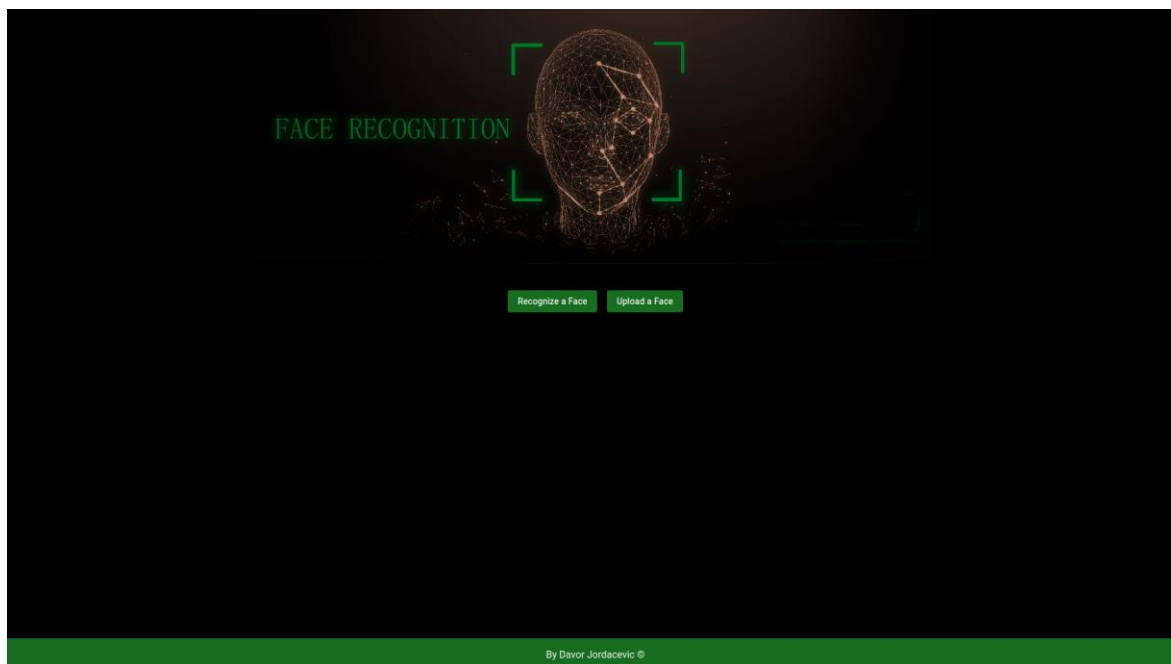 FACE RECOGNITION
Recognize a Face
Upload a Face
By Davor Jordacevic ©